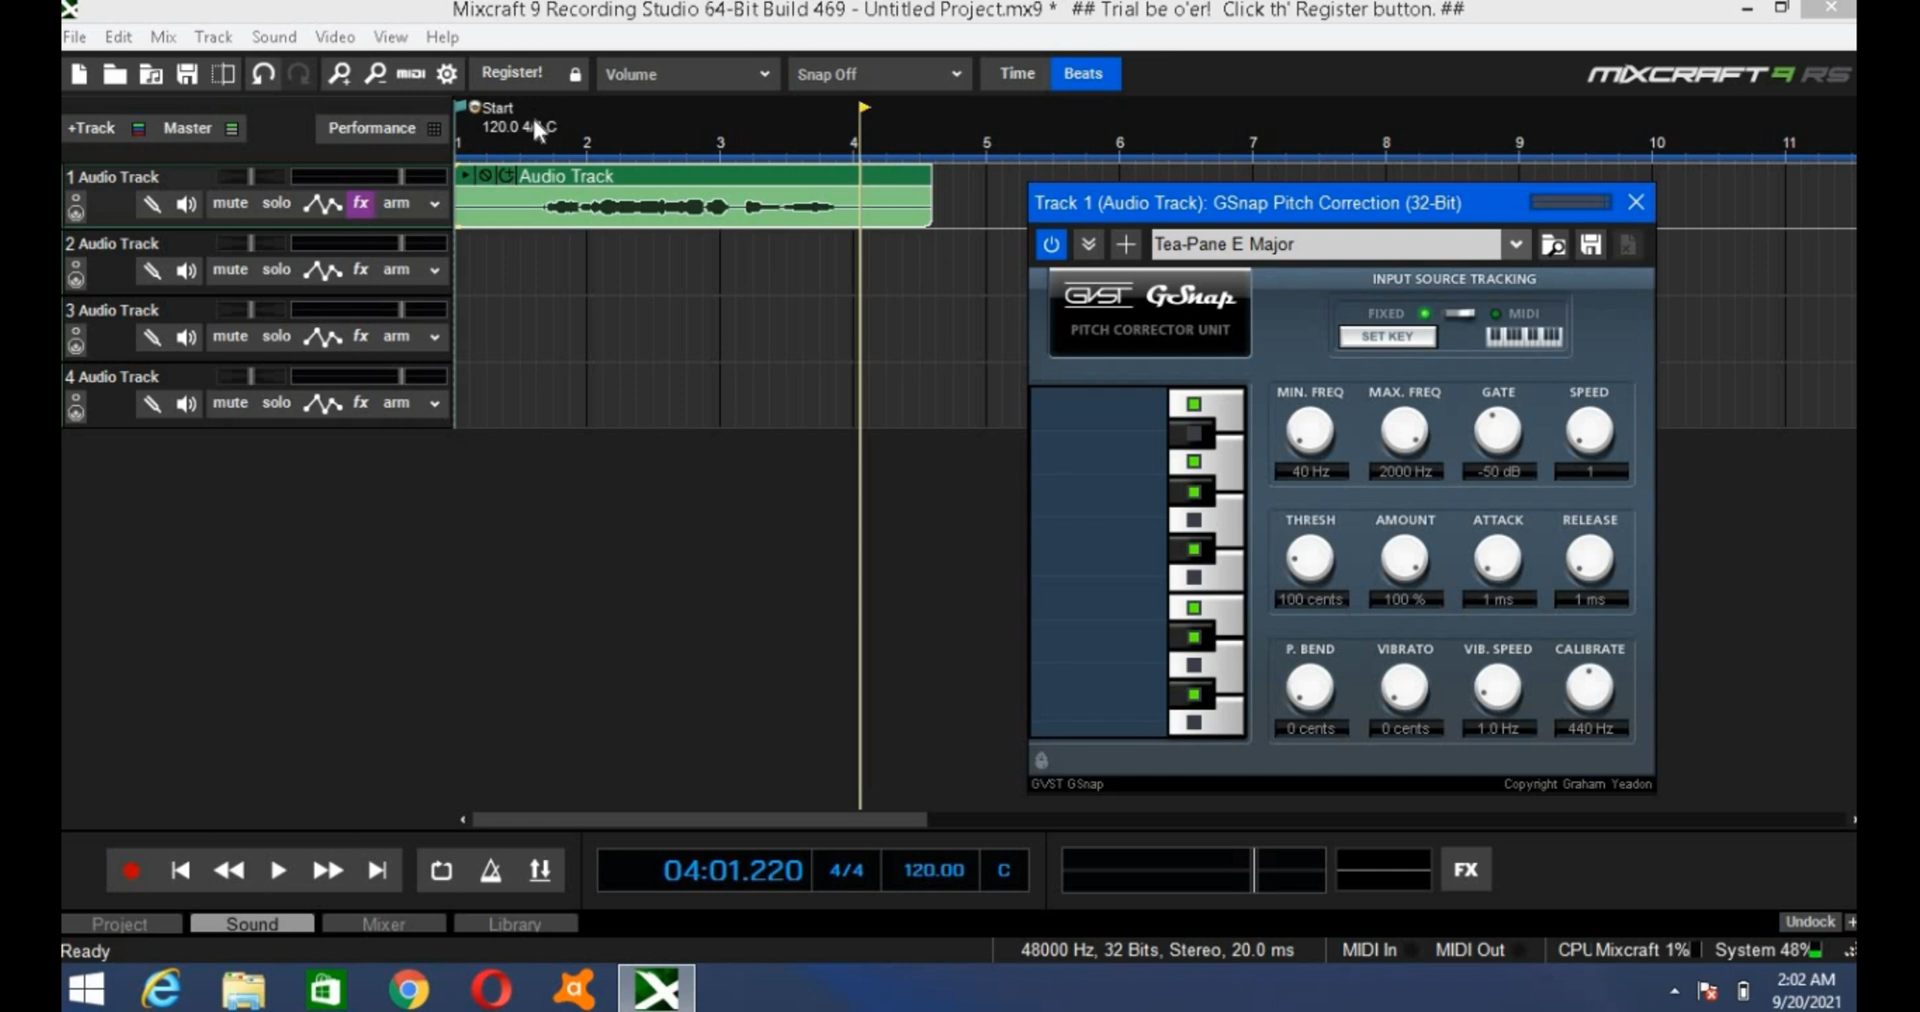 Mixcraft 9 Recording Studio 64-Bit Build 469 - Untitled Project.mx9 * ## Trial be o'er! Click th' Register button. ##
File Edit Mix Track Sound Video View Help
MIDI Register! Volume Snap Off Time Beats MIXCRAFT 9 RS
+Track Master Performance
Start
120.0 4/ C
1 2 3 4 5 6 7 8 9 10 11
1 Audio Track
mute solo fx arm
Audio Track
2 Audio Track
mute solo fx arm
3 Audio Track
mute solo fx arm
4 Audio Track
mute solo fx arm
Track 1 (Audio Track): GSnap Pitch Correction (32-Bit)
Tea-Pane E Major
GVST GSnap
PITCH CORRECTOR UNIT
INPUT SOURCE TRACKING
FIXED MIDI
SET KEY
MIN. FREQ MAX. FREQ GATE SPEED
40 Hz 2000 Hz -50 dB 1
THRESH AMOUNT ATTACK RELEASE
100 cents 100 % 1 ms 1 ms
P. BEND VIBRATO VIB. SPEED CALIBRATE
0 cents 0 cents 1.0 Hz 440 Hz
GVST GSnap Copyright Graham Yeadon
04:01.220 4/4 120.00 C FX
Project Sound Mixer Library Undock
Ready 48000 Hz, 32 Bits, Stereo, 20.0 ms MIDI In MIDI Out CPU Mixcraft 1% System 48%
2:02 AM
9/20/2021